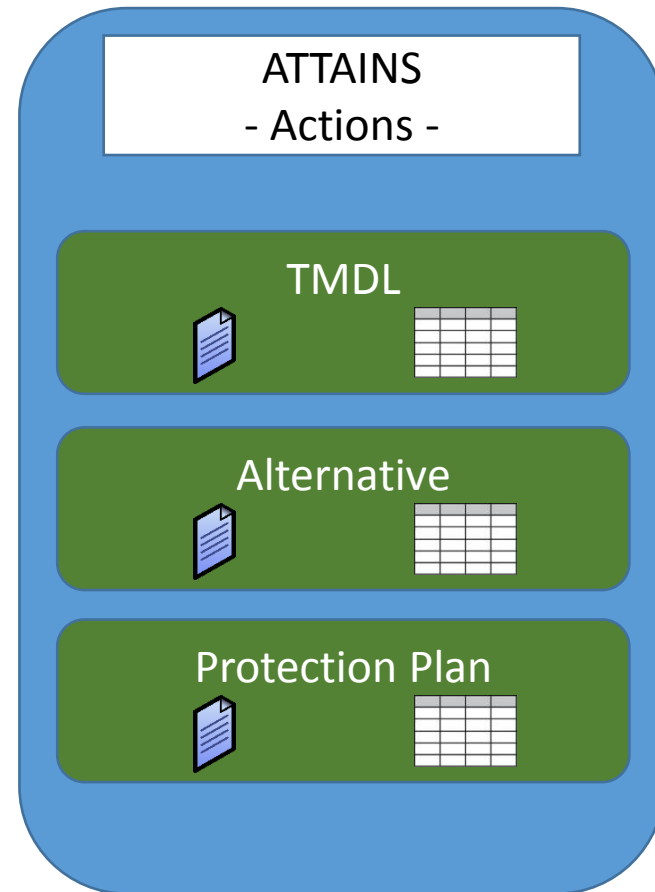 ATTAINS
- Actions -
TMDL
Alternative
Protection Plan